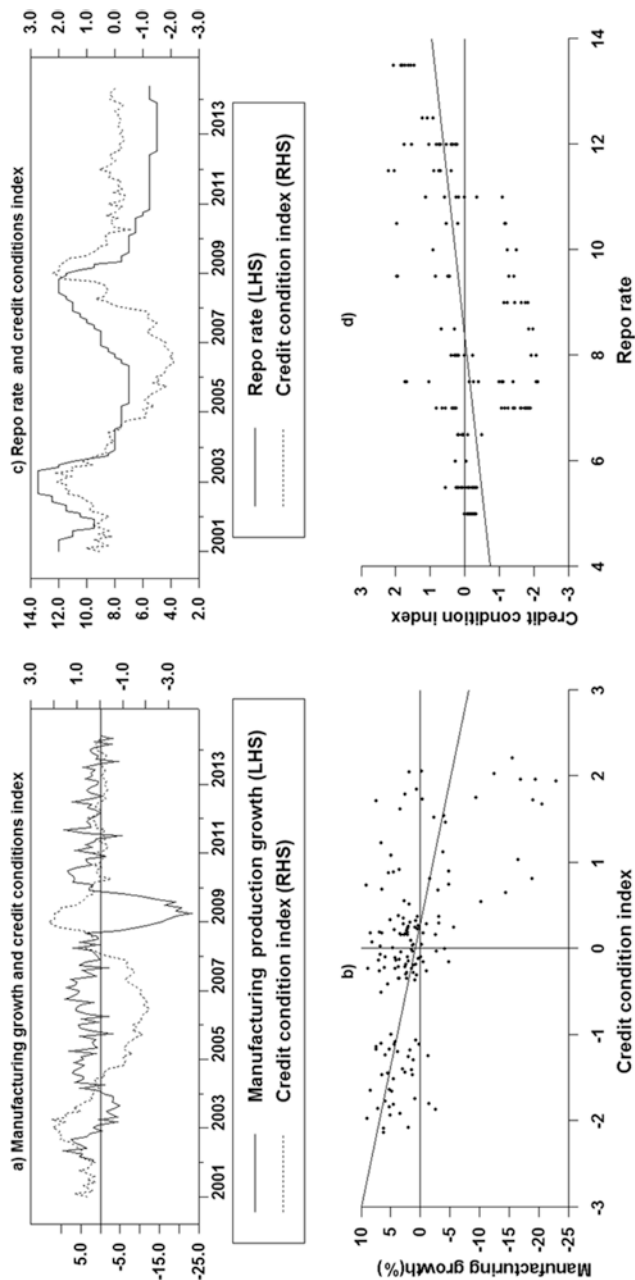 a) Manufacturing growth and credit conditions index
3.0
1.0
-1.0
-3.0
5.0
-5.0
-15.0
-25.0
2001 2003 2005 2007 2009 2011 2013
Manufacturing production growth (LHS)
Credit condition index (RHS)
c) Repo rate and credit conditions index
14.0
12.0
10.0
8.0
6.0
4.0
2.0
3.0
2.0
1.0
0.0
-1.0
-2.0
-3.0
2001 2003 2005 2007 2009 2011 2013
Repo rate (LHS)
Credit condition index (RHS)
b)
Manufacturing growth(%)
10
5
0
-5
-10
-15
-20
-25
-3 -2 -1 0 1 2 3
Credit condition index
d)
Credit condition index
3
2
1
0
-1
-2
-3
4 6 8 10 12 14
Repo rate